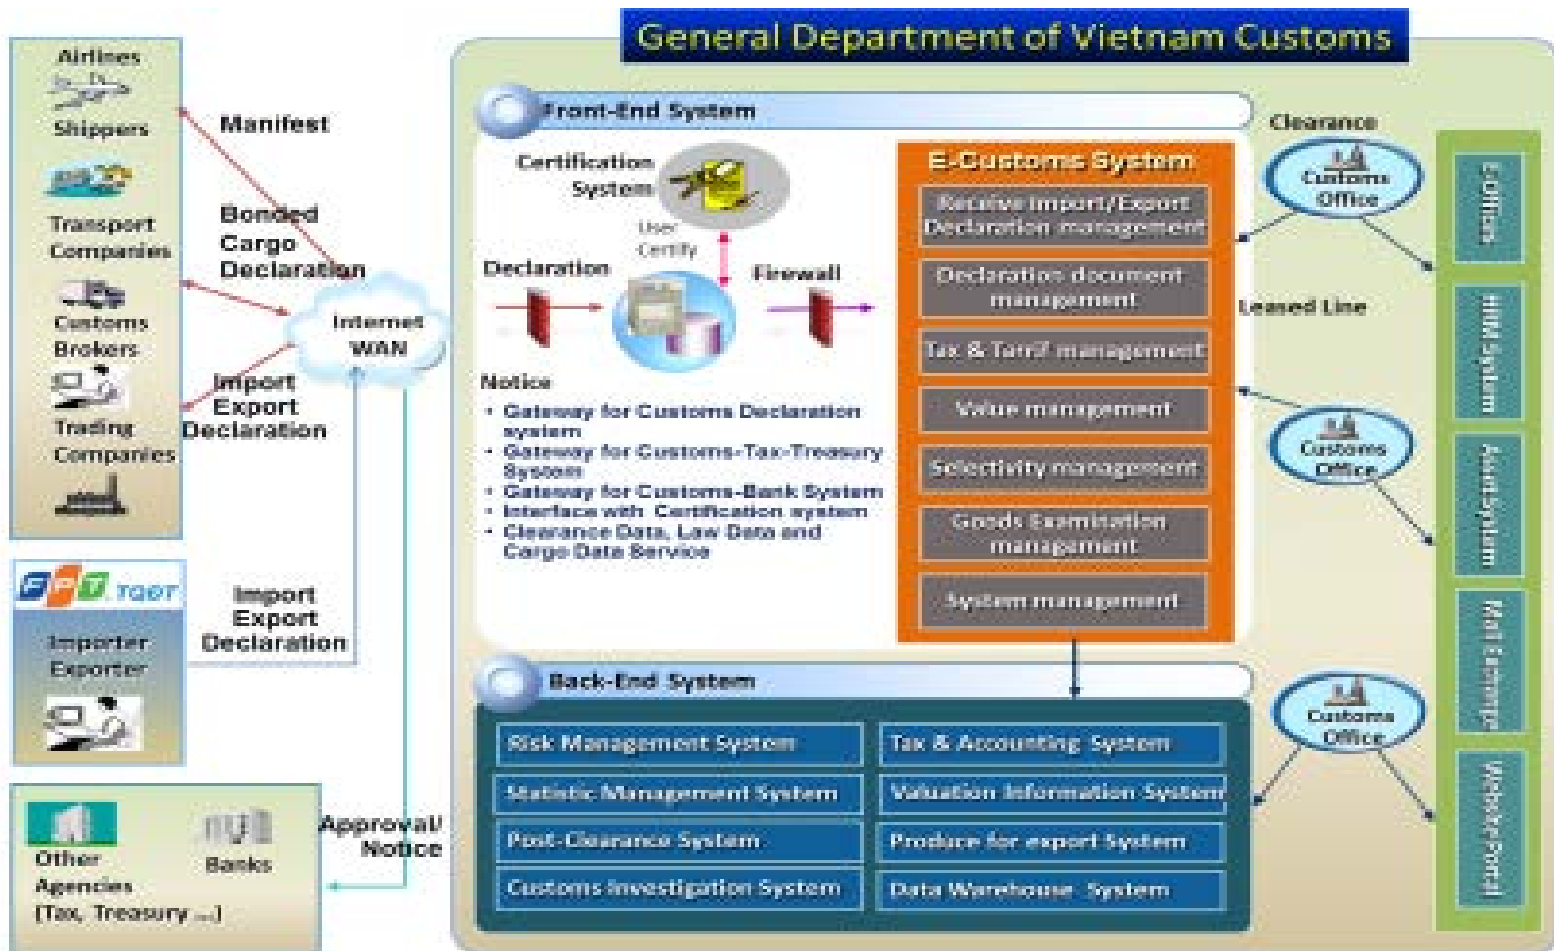 General Department of Vietnam Customs
Airlines
Shippers
Transport
Companies
Customs
Brokers
Trading
Companies
Manifest
Bonded
Cargo
Declaration
Import
Export
Declaration
Internet
WAN
FPT. TQDT
Importer
Exporter
Import
Export
Declaration
Other
Agencies
(Tax, Treasury ...)
Banks
Approval/
Notice
Front-End System
Certification
System
User
Certify
Declaration
Firewall
Notice
• Gateway for Customs Declaration
system
• Gateway for Customs-Tax-Treasury
System
• Gateway for Customs-Bank System
• Interface with Certification system
• Clearance Data, Law Data and
Cargo Data Service
E-Customs System
Receive Import/Export
Declaration management
Declaration document
management
Tax & Tarrif management
Value management
Selectivity management
Goods Examination
management
System management
Back-End System
Risk Management System
Statistic Management System
Post-Clearance System
Customs Investigation System
Tax & Accounting System
Valuation Information System
Produce for export System
Data Warehouse System
Clearance
Customs
Office
Leased Line
Customs
Office
Customs
Office
HRM System
Asset System
Mail Exchange
Website Portal